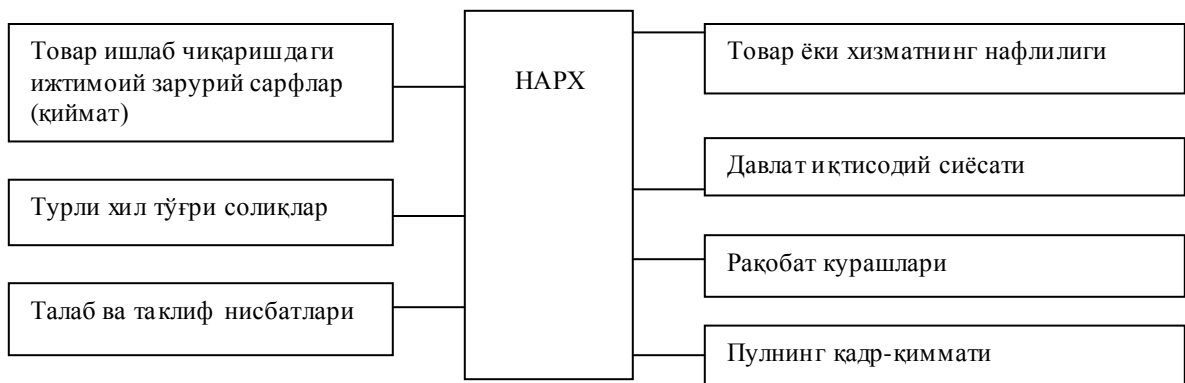 Товар ишлаб чиқаришдаги
ижтимоий зарурий сарфлар
(қиймат)
Турли хил тўғри солиқлар
Талаб ва таклиф нисбатлари
НАРХ
Товар ёки хизматнинг нафлилиги
Давлат иқтисодий сиёсати
Рақобат курашлари
Пулнинг қадр-қиммати